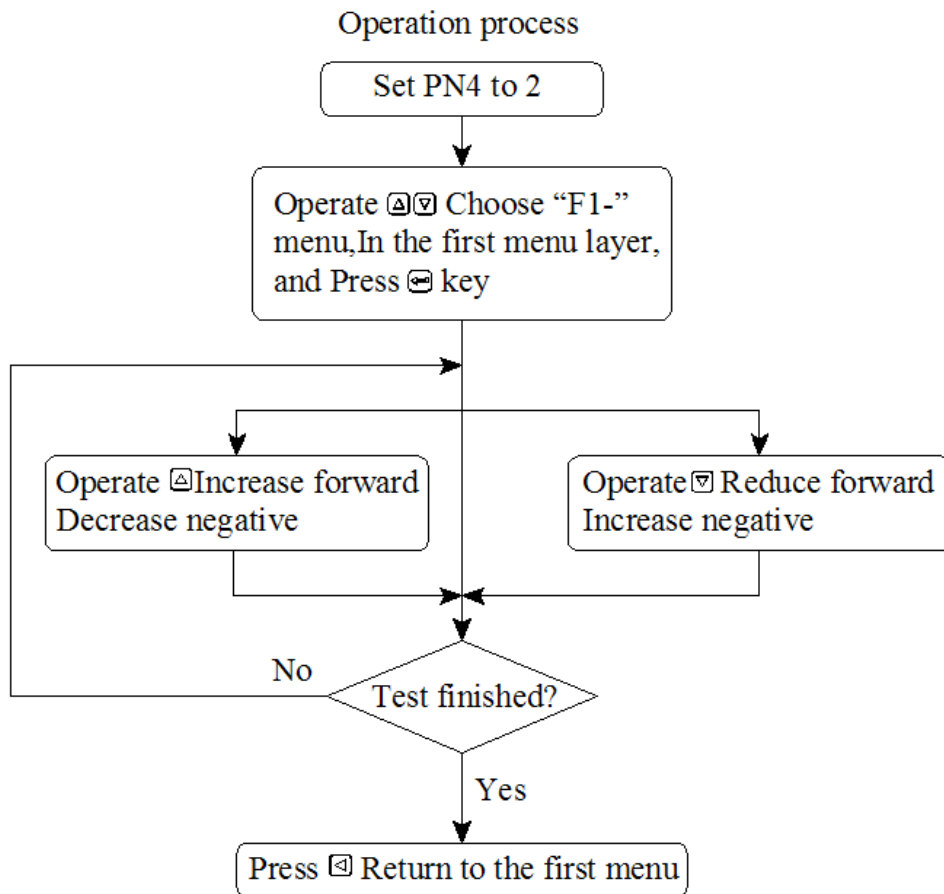 Operation process
Set PN4 to 2
Operate Choose “F1-”
menu,In the first menu layer,
and Press key
Operate Increase forward
Decrease negative
Operate Reduce forward
Increase negative
No
Test finished?
Yes
Press Return to the first menu